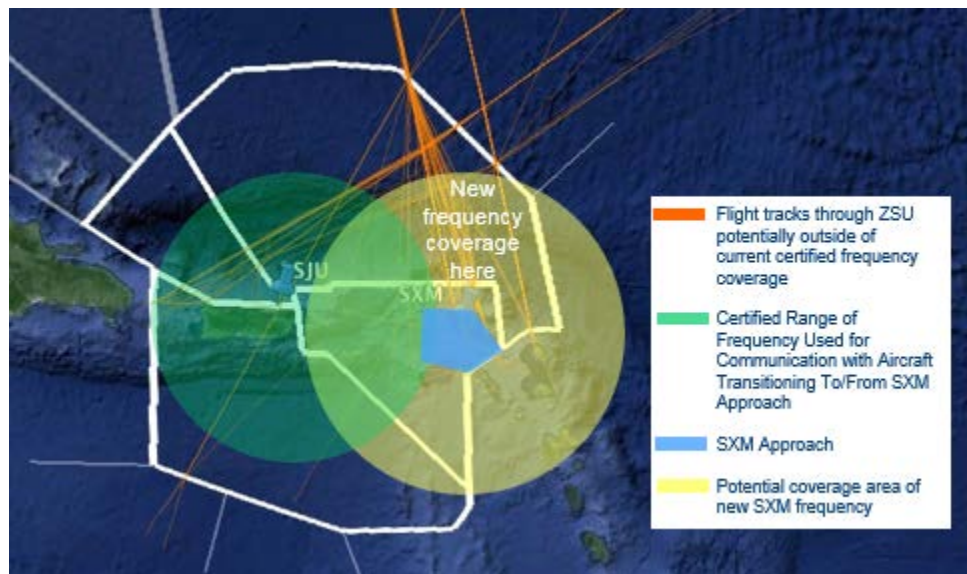 New
frequency
coverage
here
SJU
SXM
Flight tracks through ZSU
potentially outside of
current certified frequency
coverage
Certified Range of
Frequency Used for
Communication with Aircraft
Transitioning To/From SXM
Approach
SXM Approach
Potential coverage area of
new SXM frequency